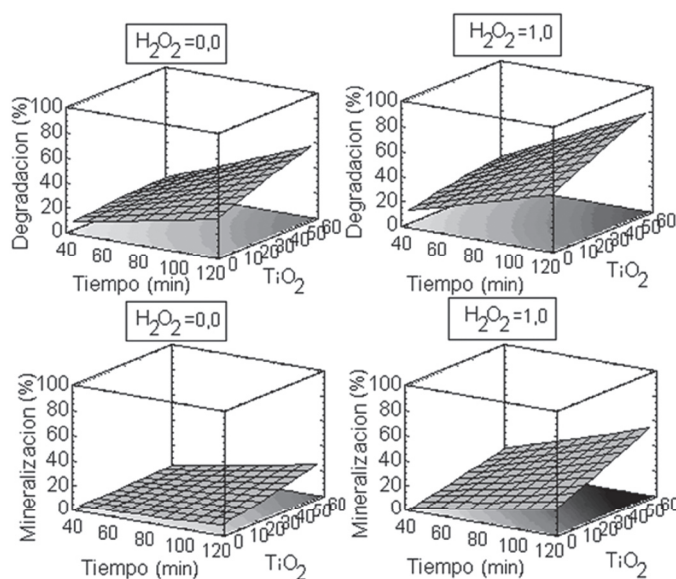 H2O2=0,0
Degradacion (%)
100
80
60
40
20
0
40 60 80 100 120
Tiempo (min)
0 10 20 30 40 50 60
TiO2
H2O2=1,0
Degradacion (%)
100
80
60
40
20
0
40 60 80 100 120
Tiempo (min)
0 10 20 30 40 50 60
TiO2
H2O2=0,0
Mineralizacion (%)
100
80
60
40
20
0
40 60 80 100 120
Tiempo (min)
0 10 20 30 40 50 60
TiO2
H2O2=1,0
Mineralizacion (%)
100
80
60
40
20
0
40 60 80 100 120
Tiempo (min)
0 10 20 30 40 50 60
TiO2